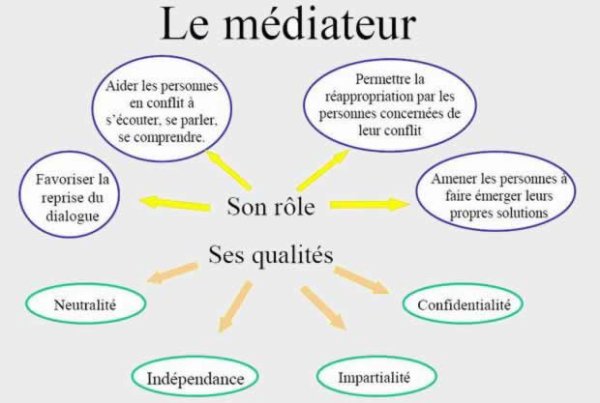 Le médiateur
Aider les personnes
en conflit à
s'écouter, se parler,
se comprendre.
Permettre la
réappropriation par les
personnes concernées de
leur conflit
Favoriser la
reprise du
dialogue
Amener les personnes à
faire émerger leurs
propres solutions
Son rôle
Ses qualités
Neutralité
Confidentialité
Indépendance
Impartialité